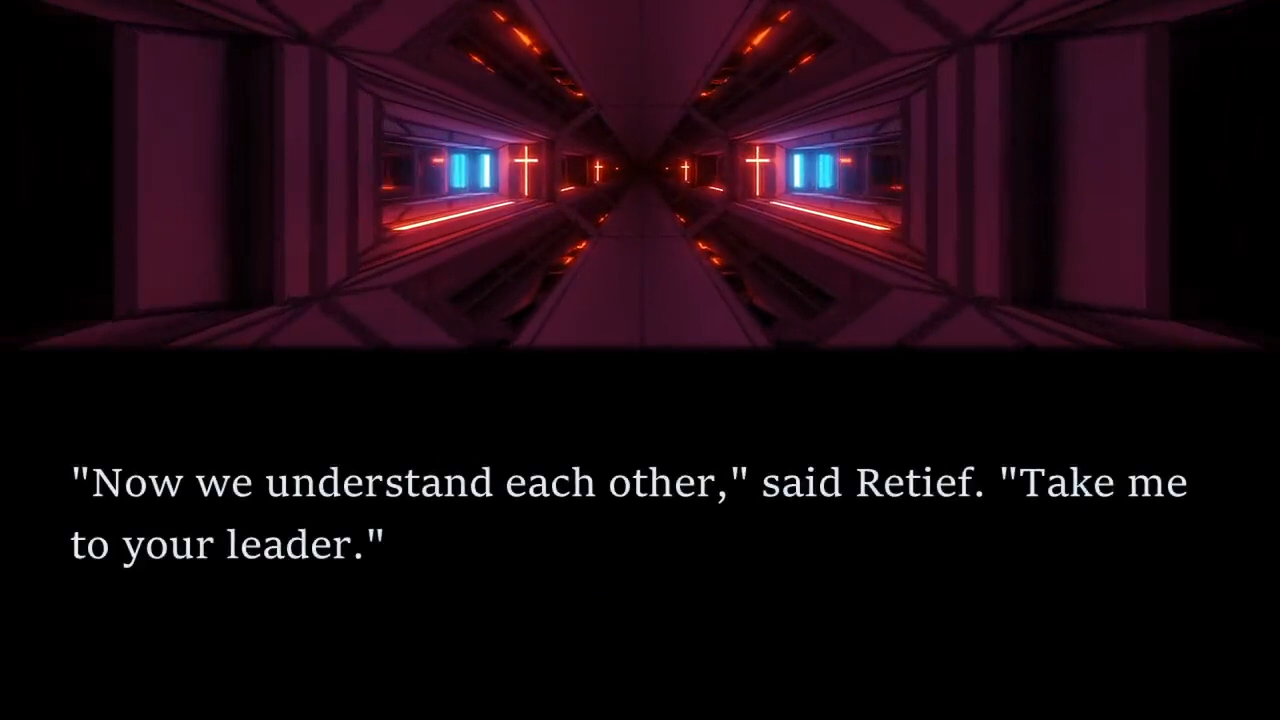 "Now we understand each other," said Retief. "Take me
to your leader."